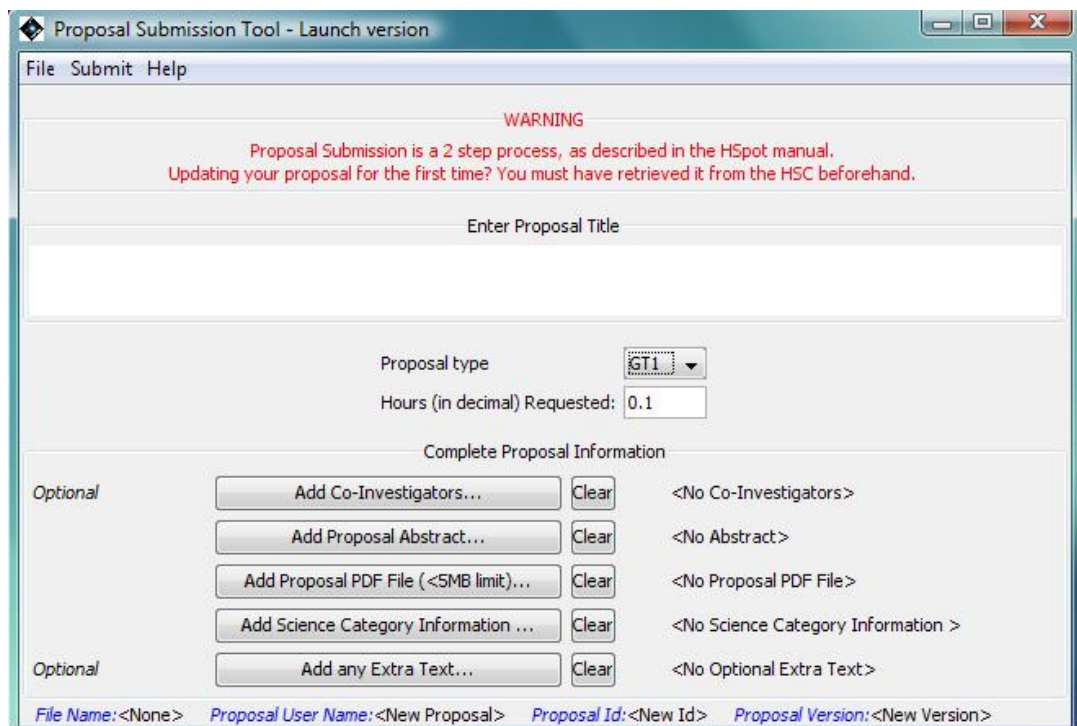 Proposal Submission Tool - Launch version
File Submit Help
WARNING
Proposal Submission is a 2 step process, as described in the HSpot manual.
Updating your proposal for the first time? You must have retrieved it from the HSC beforehand.
Enter Proposal Title
Proposal type GT1
Hours (in decimal) Requested: 0.1
Complete Proposal Information
Optional Add Co-Investigators... Clear <No Co-Investigators>
Add Proposal Abstract... Clear <No Abstract>
Add Proposal PDF File (<5MB limit)... Clear <No Proposal PDF File>
Add Science Category Information ... Clear <No Science Category Information >
Optional Add any Extra Text... Clear <No Optional Extra Text>
File Name:<None> Proposal User Name:<New Proposal> Proposal Id:<New Id> Proposal Version:<New Version>